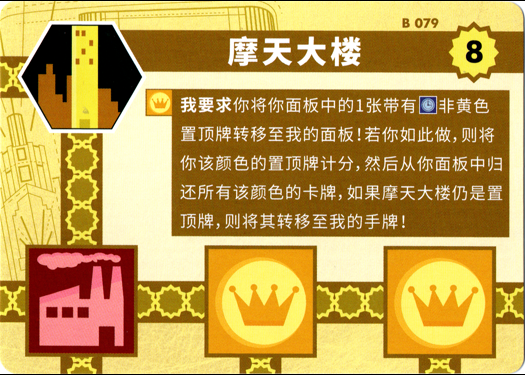 B 079
摩天大楼
8
我要求你将你面板中的1张带有非黄色
置顶牌转移至我的面板！若你如此做，则将
你该颜色的置顶牌计分，然后从你面板中归
还所有该颜色的卡牌，如果摩天大楼仍是置
顶牌，则将其转移至我的手牌！